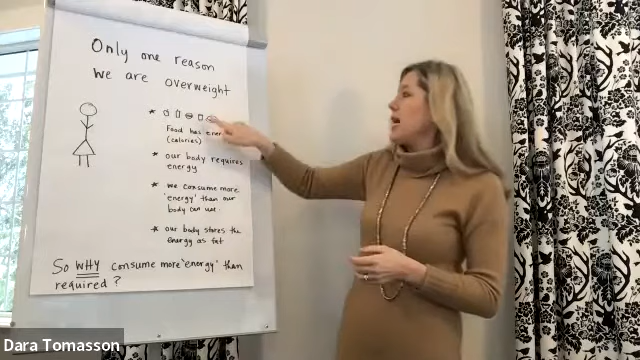 Only one reason
we are overweight
* Food has
(calories)
* our body requires
energy
* we consume more
'energy' than our
body can use.
* our body stores the
energy as fat
So WHY consume more "energy" than
required?
Dara Tomasson